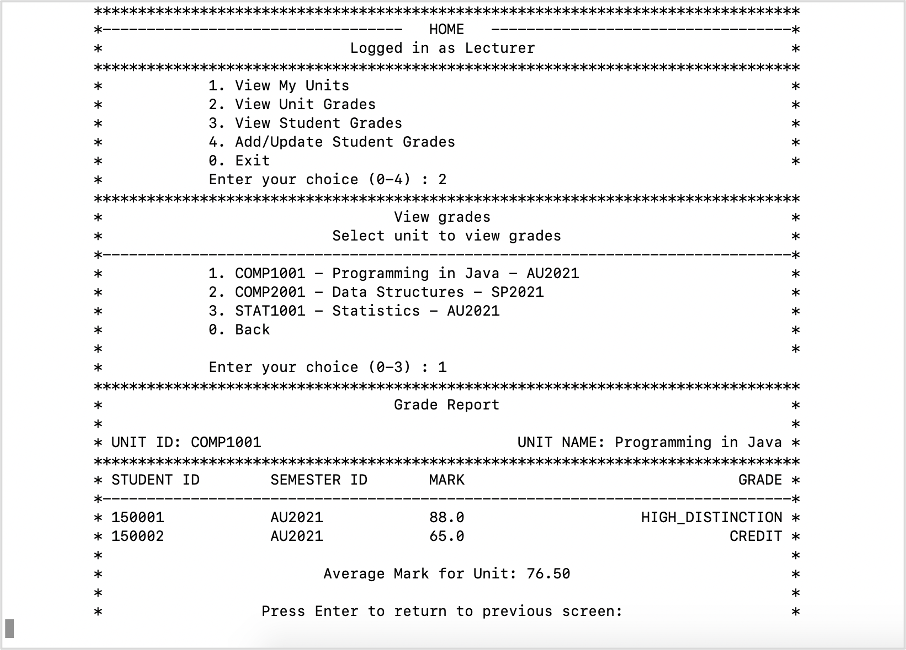 ********************************************************************************
*---------------------------------- HOME ----------------------------------*
* Logged in as Lecturer *
********************************************************************************
* 1. View My Units *
* 2. View Unit Grades *
* 3. View Student Grades *
* 4. Add/Update Student Grades *
* 0. Exit *
* Enter your choice (0-4) : 2
********************************************************************************
* View grades *
* Select unit to view grades *
*------------------------------------------------------------------------------*
* 1. COMP1001 - Programming in Java - AU2021 *
* 2. COMP2001 - Data Structures - SP2021 *
* 3. STAT1001 - Statistics - AU2021 *
* 0. Back *
* *
* Enter your choice (0-3) : 1
********************************************************************************
* Grade Report *
* *
* UNIT ID: COMP1001 UNIT NAME: Programming in Java *
********************************************************************************
* STUDENT ID SEMESTER ID MARK GRADE *
*------------------------------------------------------------------------------*
* 150001 AU2021 88.0 HIGH_DISTINCTION *
* 150002 AU2021 65.0 CREDIT *
* *
* Average Mark for Unit: 76.50 *
* *
* Press Enter to return to previous screen: *